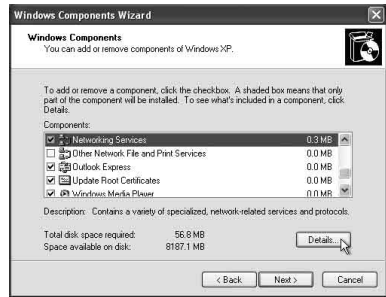 Windows Components Wizard
Windows Components
You can add or remove components of Windows XP.
To add or remove a component, click the checkbox. A shaded box means that only
part of the component will be installed. To see what's included in a component, click
Details.
Components:
Networking Services 0.3 MB
Other Network File and Print Services 0.0 MB
Outlook Express 0.0 MB
Update Root Certificates 0.0 MB
Windows Media Player 0.0 MB
Description: Contains a variety of specialized, network-related services and protocols.
Total disk space required: 56.8 MB
Space available on disk: 8187.1 MB
Details...
< Back Next > Cancel